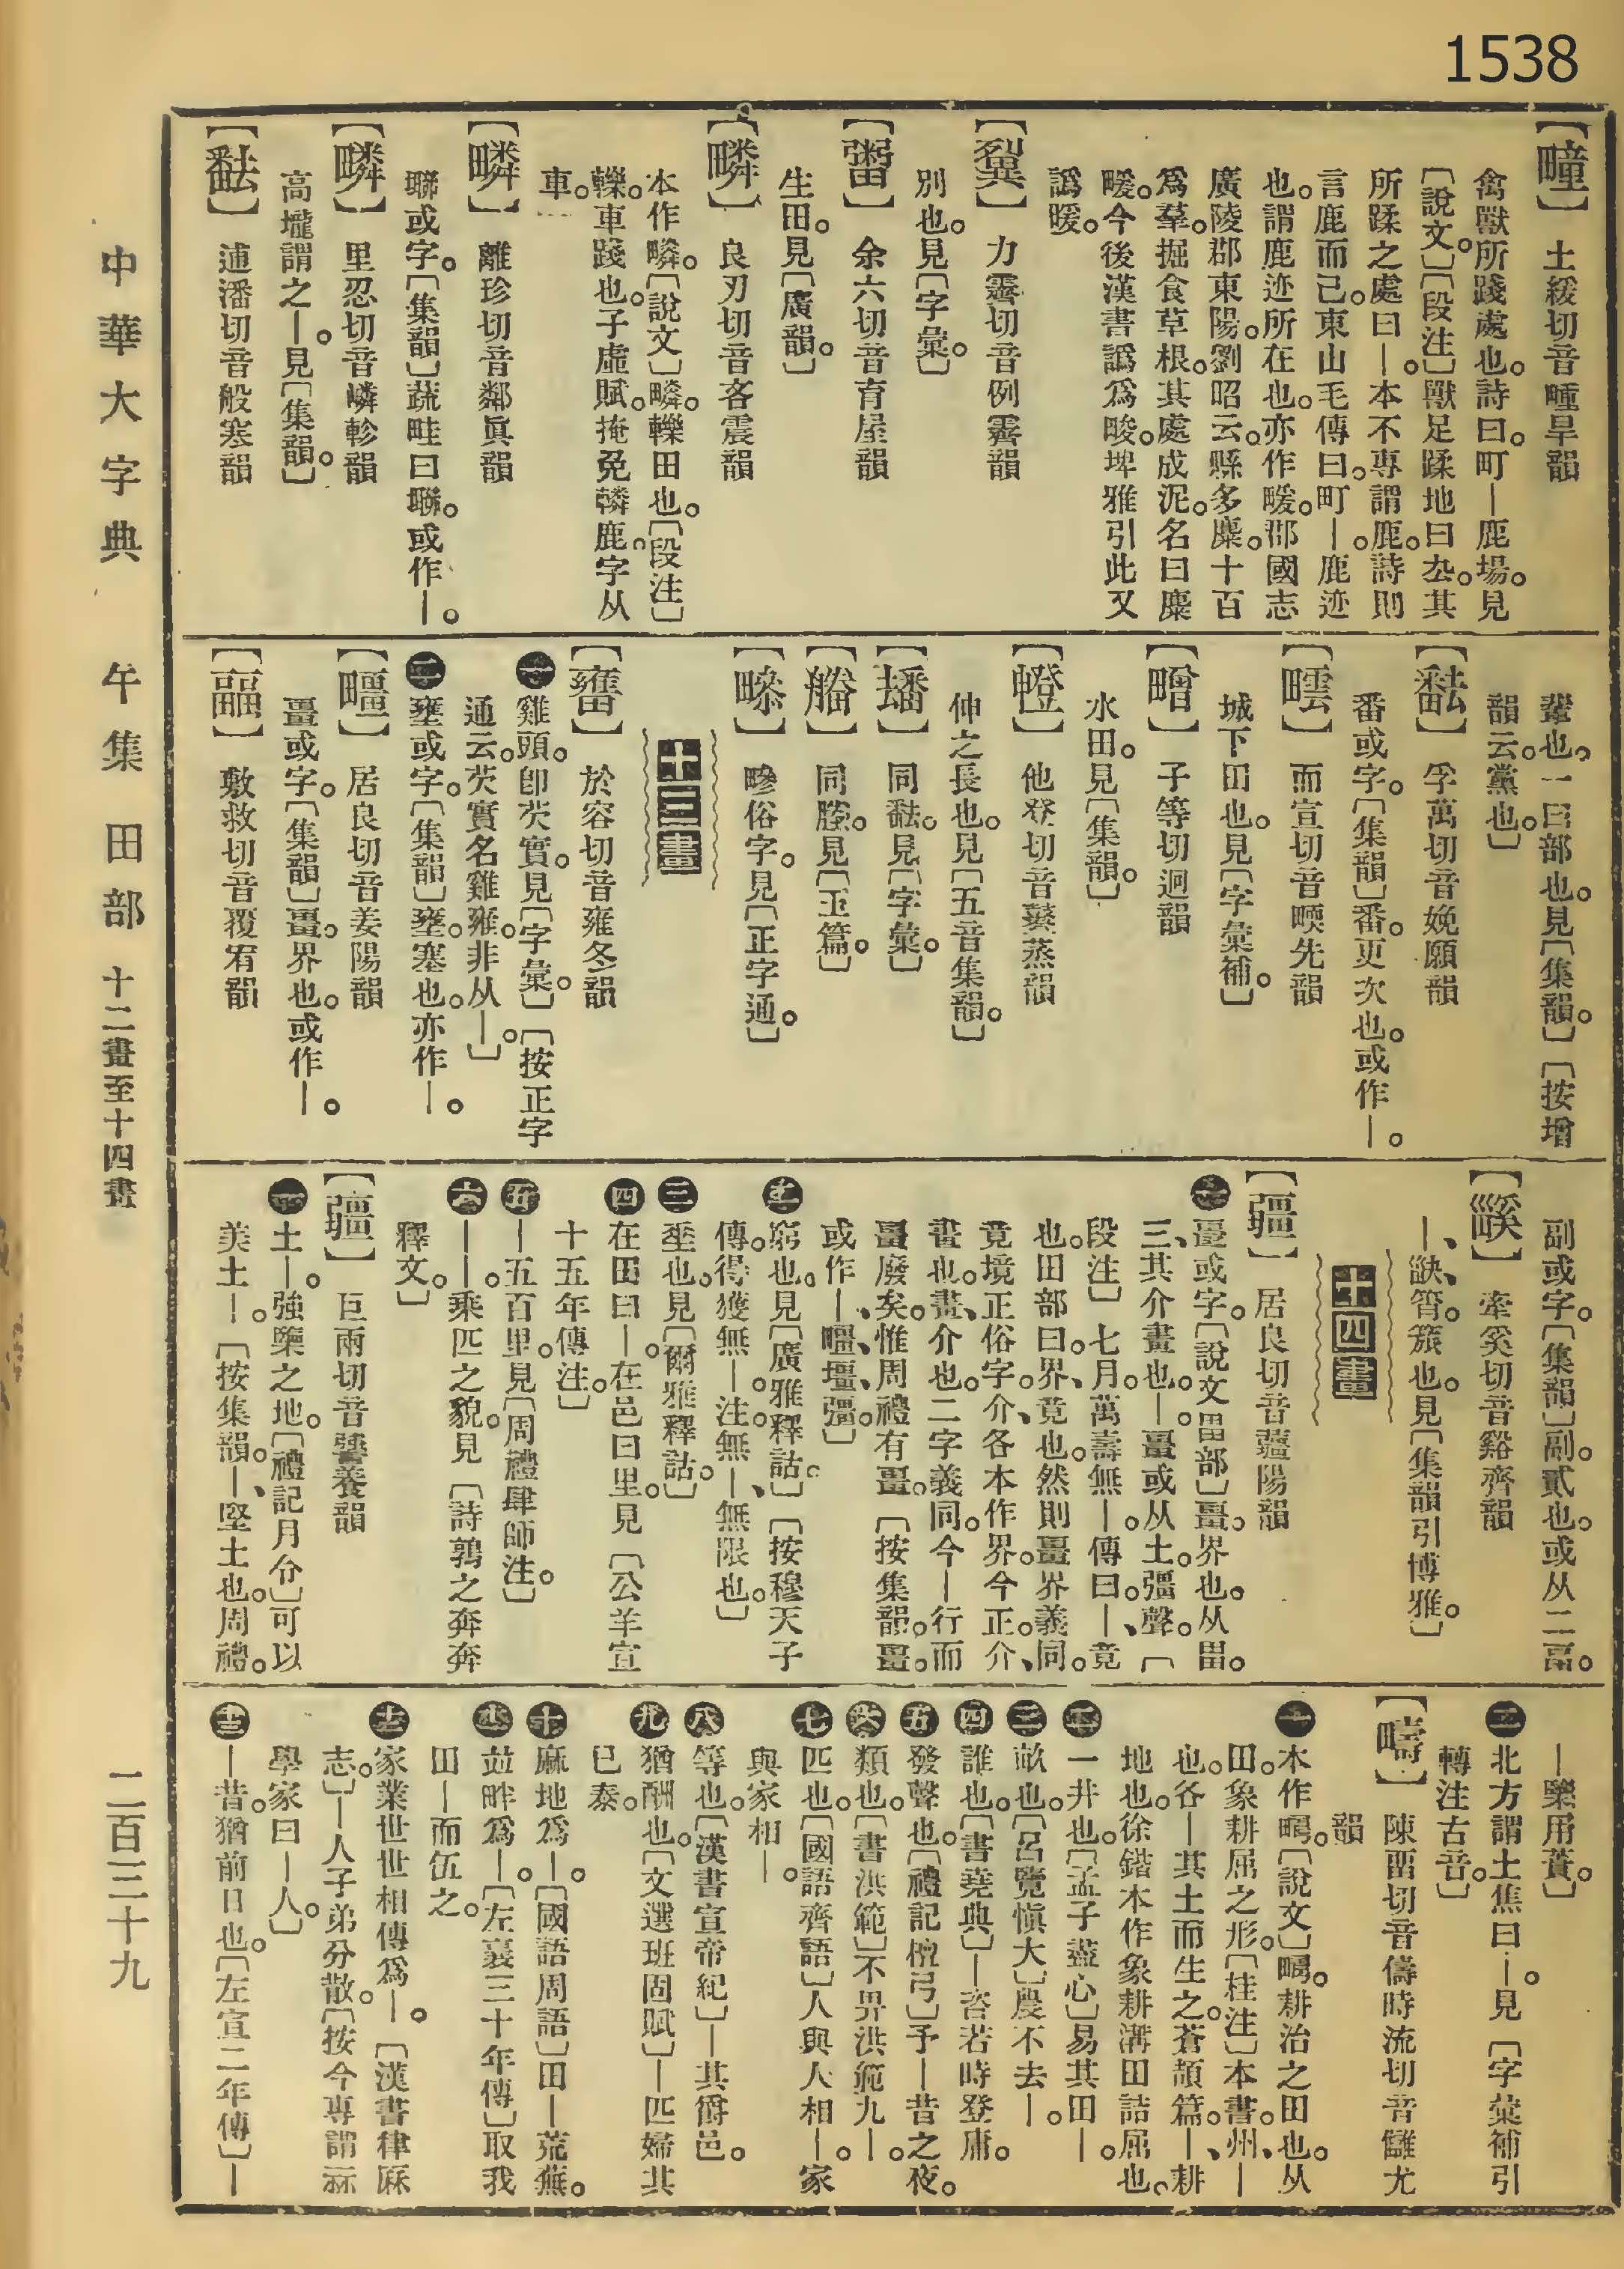 1538
【疃】土緩切音畽旱韻
禽獸所踐處也。詩曰。町｜鹿場。見
〔說文。〕〔段注〕獸足蹂地曰厹。其
所蹂之處曰｜。本不專謂鹿。詩則
言鹿而已。東山毛傳曰。町｜。鹿迹
也。謂鹿迹所在也。亦作畽。郡國志
廣陵郡東陽。劉昭云。縣多麋。十百
爲羣。掘食草根。其處成泥。名曰麋
畽。今後漢書譌爲畯。埤雅引此又
譌暖。
力霽切音例霽韻
別也。見〔字彙。〕
余六切音育屋韻
生田。見〔廣韻。〕
【疄】良刃切音吝震韻
本作疄。〔說文〕疄。轢田也。〔段注〕
轢。車踐也。子虛賦。掩兔轔鹿。字从
車。
【疄】離珍切音鄰眞韻
或字。〔集韻〕蔬畦曰。或作｜。
【疄】里忍切音嶙軫韻
高壠謂之｜。見〔集韻。〕
逋潘切音般寒韻
輩也。一曰部也。見〔集韻。〕〔按增
韻云。黨也。〕
孚萬切音娩願韻
番或字。〔集韻〕番。更次也。或作｜。
而宣切音㬉先韻
城下田也。見〔字彙補。〕
【䎖】子等切迥韻
水田。見〔集韻。〕
他登切音蒸韻
伸之長也。見〔五音集韻。〕
同。見〔字彙。〕
同塍。見〔玉篇。〕
畛俗字。見〔正字通。〕
十三畫
於容切音雍冬韻
㊀雞頭。卽芡實。見〔字彙。〕〔按正字
通云。芡實名雞雍。非从｜。〕
㊁壅或字。〔集韻〕壅。塞也。亦作｜。
【疅】居良切音姜陽韻
畺或字。〔集韻〕畺。界也。或作｜。
【疈】敷救切音覆宥韻
副或字。〔集韻〕副。貳也。或从二畐。
牽奚切音谿齊韻
｜、筲。箙也。見〔集韻引博雅。〕
十四畫
【疆】居良切音薑陽韻
㊀畺或字。〔說文畕部〕畺。界也。从畕。
三、其介畫也。｜。畺或从土。彊聲。〔
段注〕七月。萬壽無｜。傳曰。｜、竟
也。田部曰。界、竟也。然則畺界義同。
竟境正俗字。介、各本作界。今正。介、
畫也。畫、介也。二字義同。今｜行而
畺廢矣。惟周禮有畺。〔按集韻。畺。
或作｜、疅、壃、彊。〕
㊁窮也。見〔廣雅釋詁。〕〔按穆天子
傳。得獲無｜。注。無｜、無限也。〕
㊂埀也。見〔爾雅釋詁。〕
㊃在田曰｜。在邑曰里。見〔公羊宣
十五年傳注。〕
㊄｜五百里。見〔周禮肆師注。〕
㊅｜｜。乘匹之貌。見〔詩鶉之奔奔
釋文。〕
【疆】巨兩切音養韻
㊀土｜。強㯺之地。〔禮記月令〕可以
美土｜。〔按集韻。｜、堅土也。周禮。
｜㯺用蕡。〕
㊁北方謂土焦曰｜。見〔字彙補引
轉注古音。〕
【疇】陳畱切音儔時流切音讎尤
韻
㊀本作𤲮。〔說文〕𤲮。耕治之田也。从
田。象耕屈之形。〔桂注〕本書。州、｜
也。各｜其土而生之。蒼頡篇。｜、耕
地也。徐鍇本作象耕溝田詰屈也。
㊁一井也。〔孟子盡心〕易其田｜。
㊂畝也。〔呂覽愼大〕農不去｜。
㊃誰也。〔書堯典〕｜咨若時登庸。
㊄發聲也。〔禮記檀弓〕予｜昔之夜。
㊅類也。〔書洪範〕不畀洪範九｜。
㊆匹也。〔國語齊語〕人與人相｜。家
與家相｜。
㊇等也。〔漢書宣帝紀〕｜其爵邑。
㊈猶酬也。〔文選班固賦〕｜匹婦其
已泰。
㊉麻地爲｜。〔國語周語〕田｜荒蕪。
竝畔爲｜。〔左襄三十年傳〕取我
田｜而伍之。
家業世世相傳爲｜。〔漢書律厤
志。〕｜人子弟分散。〔按今專謂祘
學家曰｜人。〕
｜昔。猶前日也。〔左宣二年傳〕｜
中華大字典 午集 田部 十二畫至十四畫 二百三十九